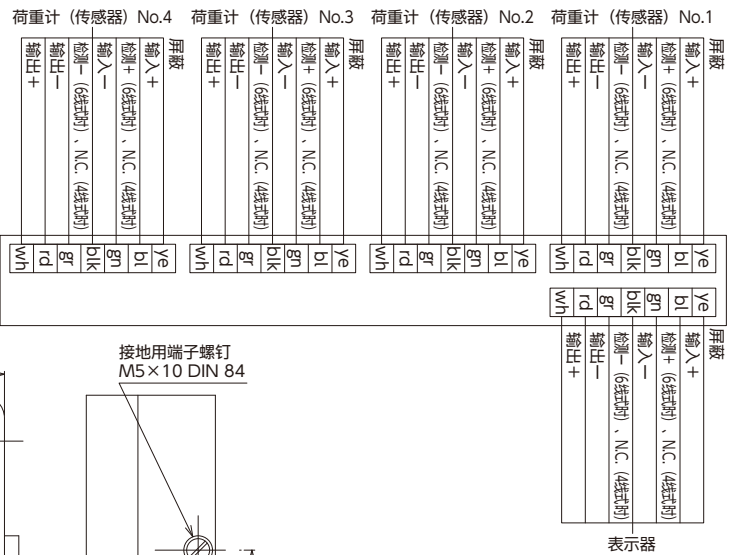 荷重计（传感器）No.4
荷重计（传感器）No.3
荷重计（传感器）No.2
荷重计（传感器）No.1
屏蔽
输入＋
检测＋（6线式时）、N.C.（4线式时）
输入－
检测－（6线式时）、N.C.（4线式时）
输出－
输出＋
屏蔽
输入＋
检测＋（6线式时）、N.C.（4线式时）
输入－
检测－（6线式时）、N.C.（4线式时）
输出－
输出＋
屏蔽
输入＋
检测＋（6线式时）、N.C.（4线式时）
输入－
检测－（6线式时）、N.C.（4线式时）
输出－
输出＋
屏蔽
输入＋
检测＋（6线式时）、N.C.（4线式时）
输入－
检测－（6线式时）、N.C.（4线式时）
输出－
输出＋
wh rd gr blk gn bl ye
wh rd gr blk gn bl ye
wh rd gr blk gn bl ye
wh rd gr blk gn bl ye
wh rd gr blk gn bl ye
屏蔽
输入＋
检测＋（6线式时）、N.C.（4线式时）
输入－
检测－（6线式时）、N.C.（4线式时）
输出－
输出＋
表示器
接地用端子螺钉
M5×10 DIN 84